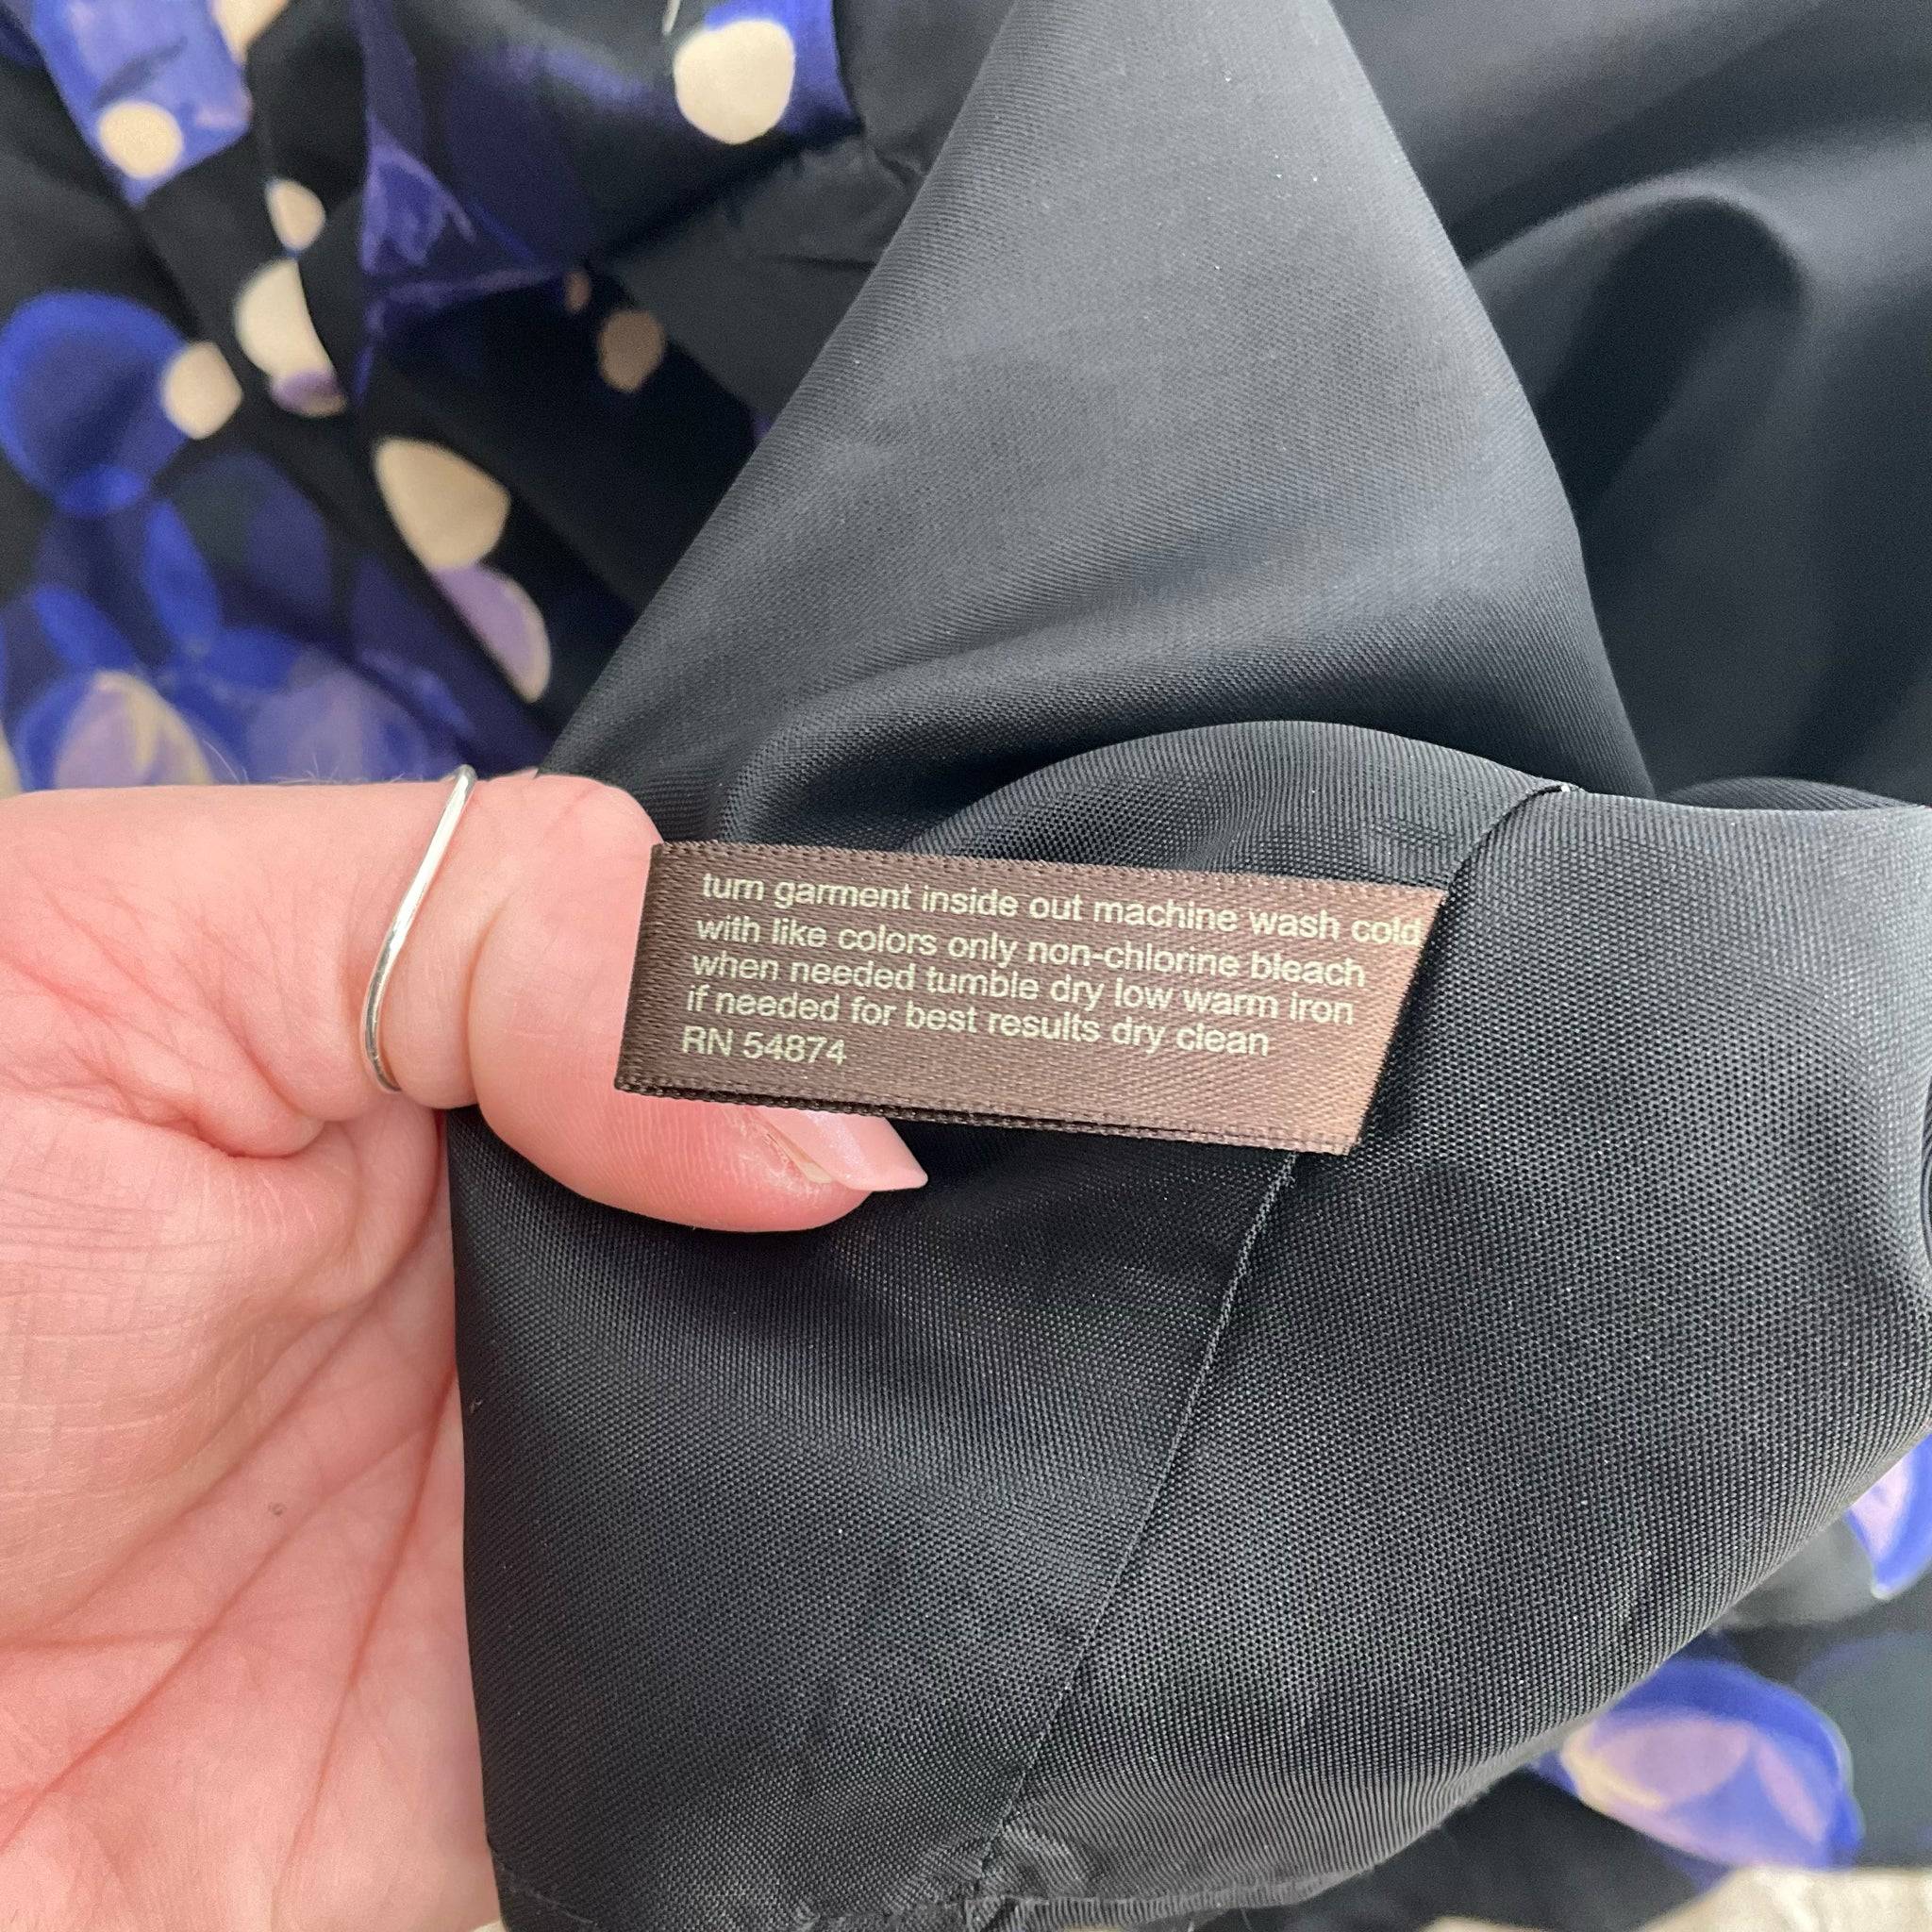 turn garment inside out machine wash cold
with like colors only non-chlorine bleach
when needed tumble dry low warm iron
if needed for best results dry clean
RN 54874